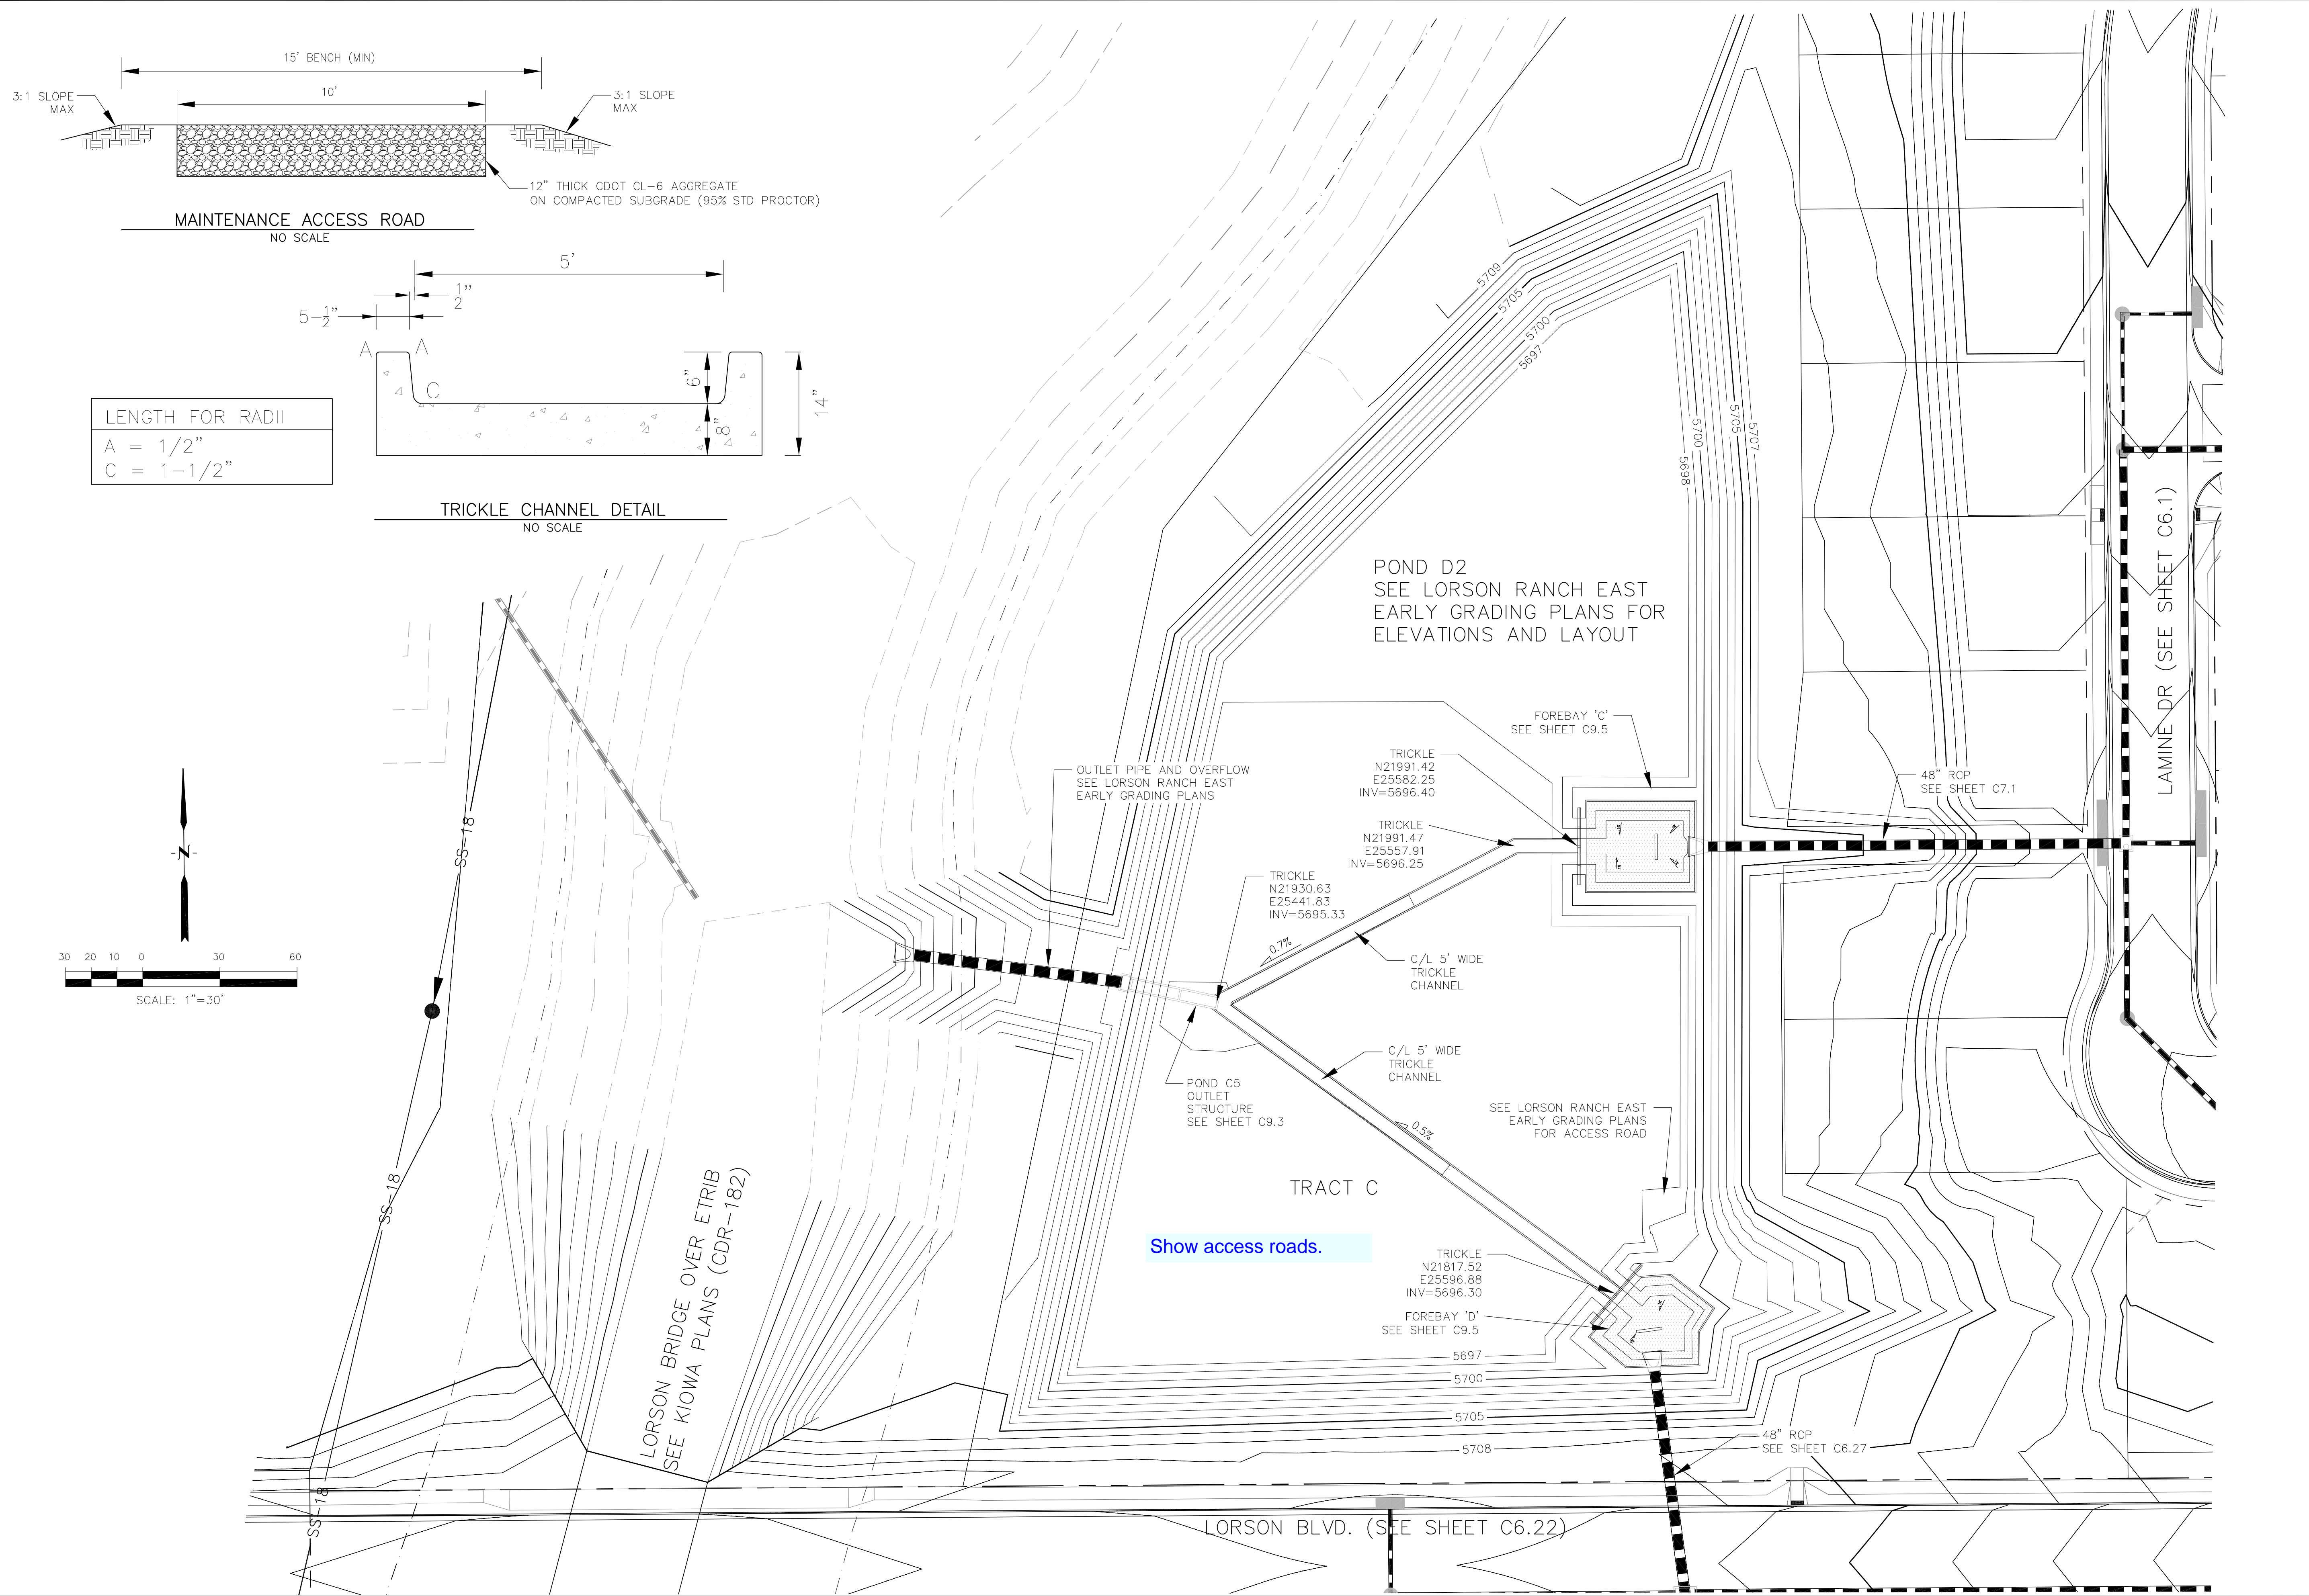 15' BENCH (MIN)
10'
3:1 SLOPE
MAX
3:1 SLOPE
MAX
12" THICK CDOT CL-6 AGGREGATE
ON COMPACTED SUBGRADE (95% STD PROCTOR)
MAINTENANCE ACCESS ROAD
NO SCALE
5'
1/2"
5-1/2"
A
A
C
6"
8"
14"
LENGTH FOR RADII
A = 1/2"
C = 1-1/2"
TRICKLE CHANNEL DETAIL
NO SCALE
5709
5705
5700
5697
5700
5705
5707
5698
POND D2
SEE LORSON RANCH EAST
EARLY GRADING PLANS FOR
ELEVATIONS AND LAYOUT
LAMINE DR (SEE SHEET C6.1)
FOREBAY 'C'
SEE SHEET C9.5
TRICKLE
N21991.42
E25582.25
INV=5696.40
OUTLET PIPE AND OVERFLOW
SEE LORSON RANCH EAST
EARLY GRADING PLANS
48" RCP
SEE SHEET C7.1
TRICKLE
N21991.47
E25557.91
INV=5696.25
TRICKLE
N21930.63
E25441.83
INV=5695.33
SS-18
N
30 20 10 0 30 60
SCALE: 1"=30'
0.7%
C/L 5' WIDE
TRICKLE
CHANNEL
C/L 5' WIDE
TRICKLE
CHANNEL
POND C5
OUTLET
STRUCTURE
SEE SHEET C9.3
0.5%
SEE LORSON RANCH EAST
EARLY GRADING PLANS
FOR ACCESS ROAD
TRACT C
Show access roads.
SS-18
LORSON BRIDGE OVER ETRIB
SEE KIOWA PLANS (CDR-182)
TRICKLE
N21817.52
E25596.88
INV=5696.30
FOREBAY 'D'
SEE SHEET C9.5
5697
5700
5705
5708
48" RCP
SEE SHEET C6.27
SS-18
LORSON BLVD. (SEE SHEET C6.22)